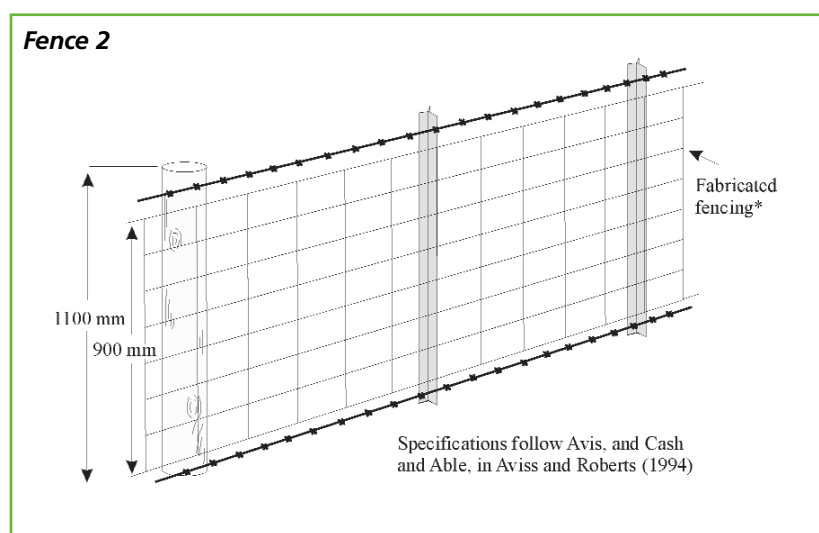 Fence 2
Fabricated
fencing*
1100 mm
900 mm
Specifications follow Avis, and Cash
and Able, in Aviss and Roberts (1994)